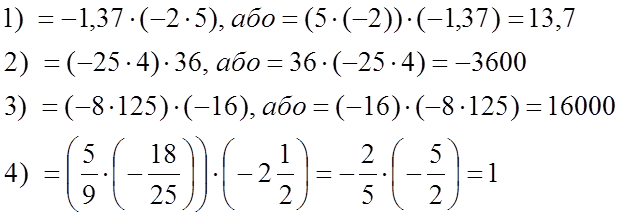 1) = −1,37 · (−2 · 5), або = (5 · (−2)) · (−1,37) = 13,7
2) = (−25 · 4) · 36, або = 36 · (−25 · 4) = −3600
3) = (−8 · 125) · (−16), або = (−16) · (−8 · 125) = 16000
4) = (5/9 · (−18/25)) · (−2 1/2) = −2/5 · (−5/2) = 1